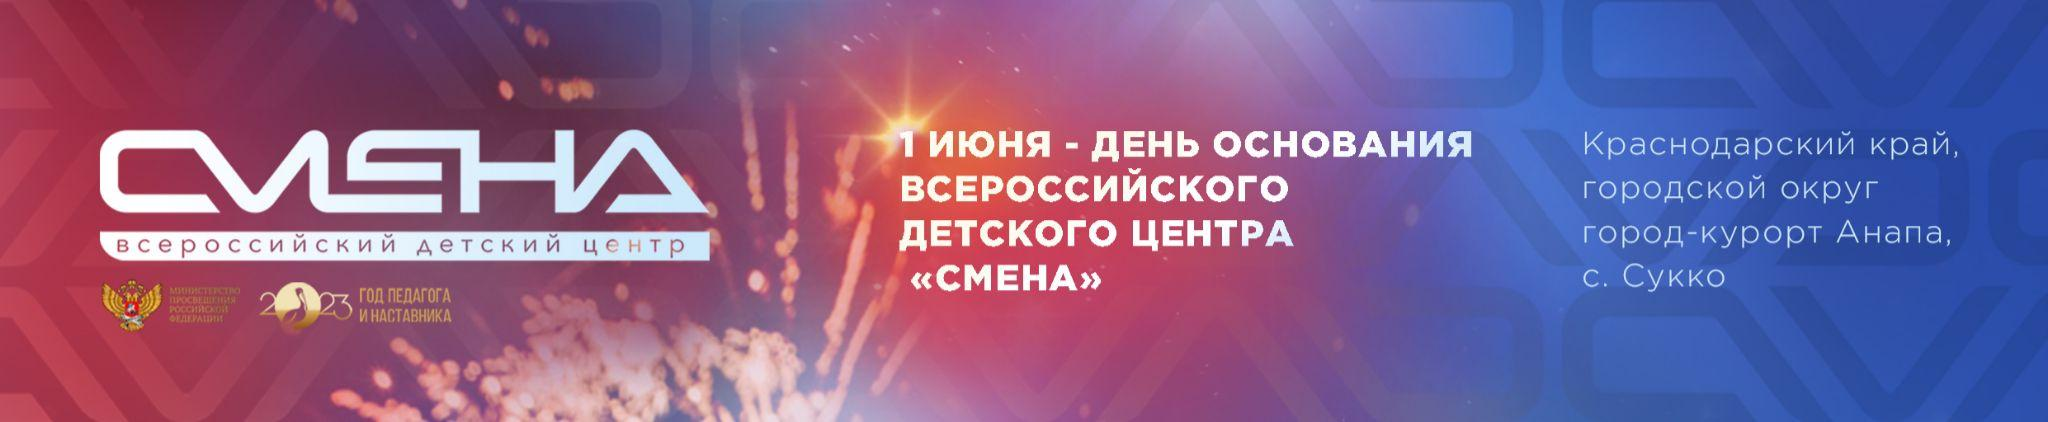 СМЕНА
всероссийский детский центр
МИНИСТЕРСТВО
ПРОСВЕЩЕНИЯ
РОССИЙСКОЙ
ФЕДЕРАЦИИ
2023
ГОД ПЕДАГОГА
И НАСТАВНИКА
1 ИЮНЯ - ДЕНЬ ОСНОВАНИЯ
ВСЕРОССИЙСКОГО
ДЕТСКОГО ЦЕНТРА
«СМЕНА»
Краснодарский край,
городской округ
город-курорт Анапа,
с. Сукко